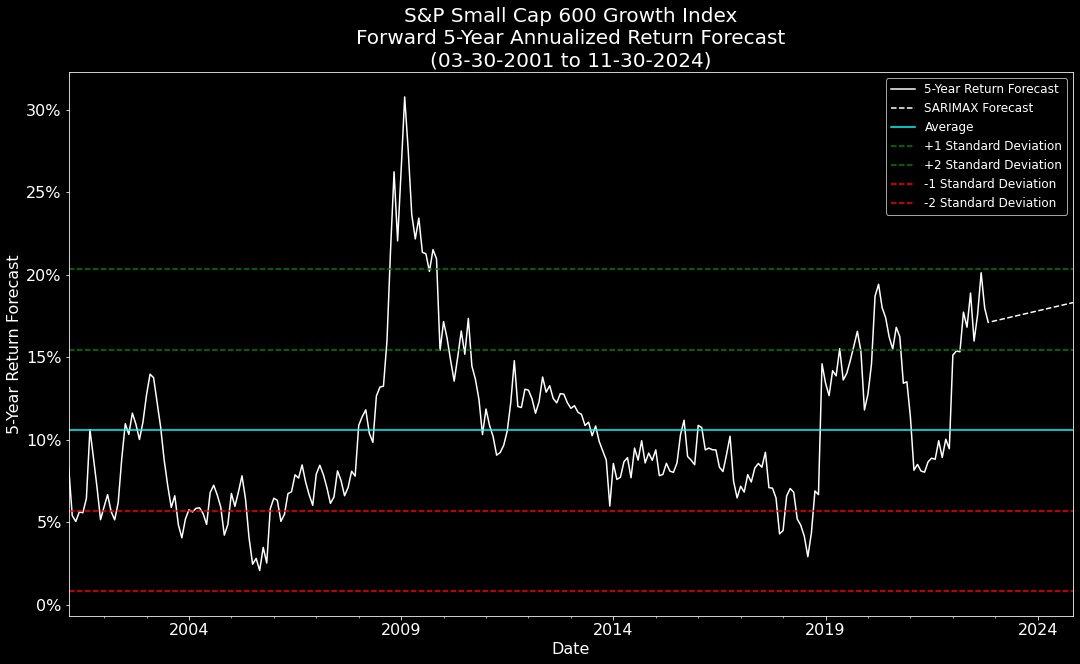 S&P Small Cap 600 Growth Index
Forward 5-Year Annualized Return Forecast
(03-30-2001 to 11-30-2024)
5-Year Return Forecast
SARIMAX Forecast
Average
+1 Standard Deviation
+2 Standard Deviation
-1 Standard Deviation
-2 Standard Deviation
5-Year Return Forecast
30%
25%
20%
15%
10%
5%
0%
2004
2009
2014
2019
2024
Date